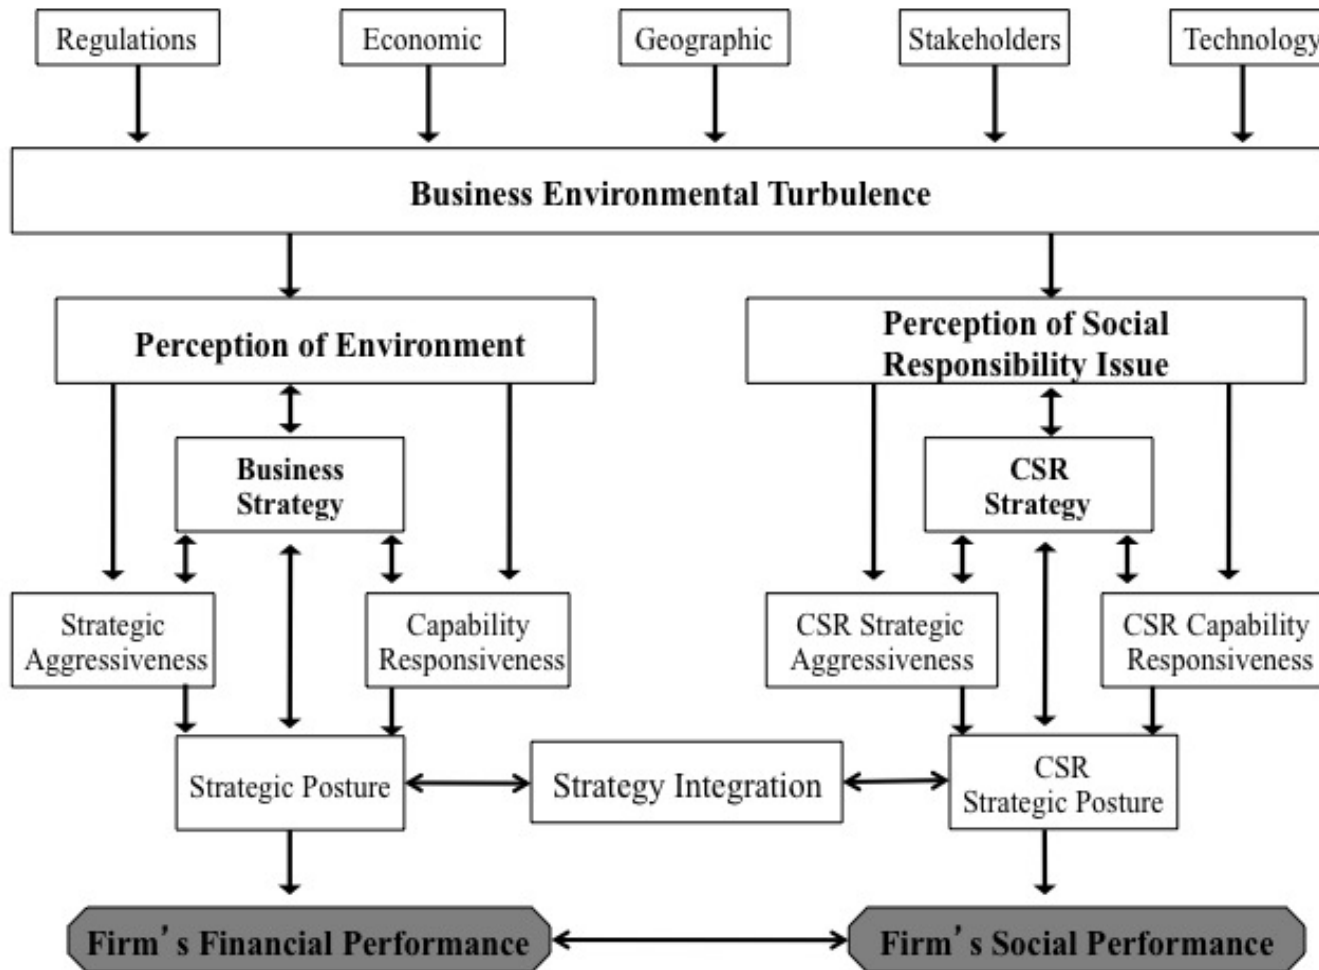 Regulations
Economic
Geographic
Stakeholders
Technology
Business Environmental Turbulence
Perception of Environment
Perception of Social
Responsibility Issue
Business
Strategy
CSR
Strategy
Strategic
Aggressiveness
Capability
Responsiveness
CSR Strategic
Aggressiveness
CSR Capability
Responsiveness
Strategic Posture
Strategy Integration
CSR
Strategic Posture
Firm's Financial Performance
Firm's Social Performance